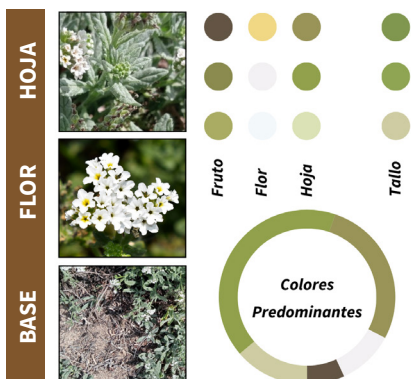 HOJA
FLOR
BASE
Fruto
Flor
Hoja
Tallo
Colores
Predominantes